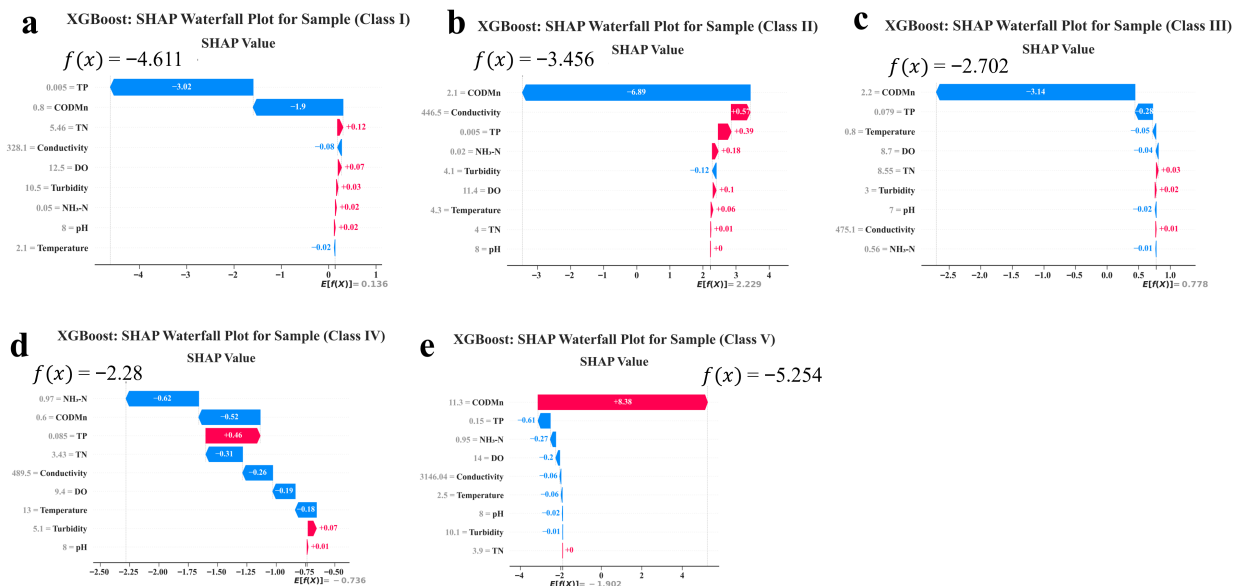 a
XGBoost: SHAP Waterfall Plot for Sample (Class I)
SHAP Value
f(x) = −4.611
0.005 = TP
−3.02
0.8 = CODMn
−1.9
5.46 = TN
+0.12
328.1 = Conductivity
−0.08
12.5 = DO
+0.07
10.5 = Turbidity
+0.03
0.05 = NH₃-N
+0.02
8 = pH
+0.02
2.1 = Temperature
−0.02
−4 −3 −2 −1 0 1
E[f(X)] = 0.136
b
XGBoost: SHAP Waterfall Plot for Sample (Class II)
SHAP Value
f(x) = −3.456
2.1 = CODMn
−6.89
446.5 = Conductivity
+0.57
0.005 = TP
+0.39
0.02 = NH₃-N
+0.18
4.1 = Turbidity
−0.12
11.4 = DO
+0.1
4.3 = Temperature
+0.06
4 = TN
+0.01
8 = pH
+0
−3 −2 −1 0 1 2 3 4
E[f(X)] = 2.229
c
XGBoost: SHAP Waterfall Plot for Sample (Class III)
SHAP Value
f(x) = −2.702
2.2 = CODMn
−3.14
0.079 = TP
−0.28
0.8 = Temperature
−0.05
8.7 = DO
−0.04
8.55 = TN
+0.03
3 = Turbidity
+0.02
7 = pH
−0.02
475.1 = Conductivity
+0.01
0.56 = NH₃-N
−0.01
−2.5 −2.0 −1.5 −1.0 −0.5 0.0 0.5 1.0
E[f(X)] = 0.778
d
XGBoost: SHAP Waterfall Plot for Sample (Class IV)
SHAP Value
f(x) = −2.28
0.97 = NH₃-N
−0.62
0.6 = CODMn
−0.52
0.085 = TP
+0.46
3.43 = TN
−0.31
489.5 = Conductivity
−0.26
9.4 = DO
−0.19
13 = Temperature
−0.18
5.1 = Turbidity
+0.07
8 = pH
+0.01
−2.50 −2.25 −2.00 −1.75 −1.50 −1.25 −1.00 −0.75 −0.50
E[f(X)] = −0.736
e
XGBoost: SHAP Waterfall Plot for Sample (Class V)
SHAP Value
f(x) = −5.254
11.3 = CODMn
+8.38
0.15 = TP
−0.61
0.95 = NH₃-N
−0.27
14 = DO
−0.2
3146.04 = Conductivity
−0.06
2.5 = Temperature
−0.06
8 = pH
−0.02
10.1 = Turbidity
−0.01
3.9 = TN
+0
−4 −2 0 2 4
E[f(X)] = −1.902